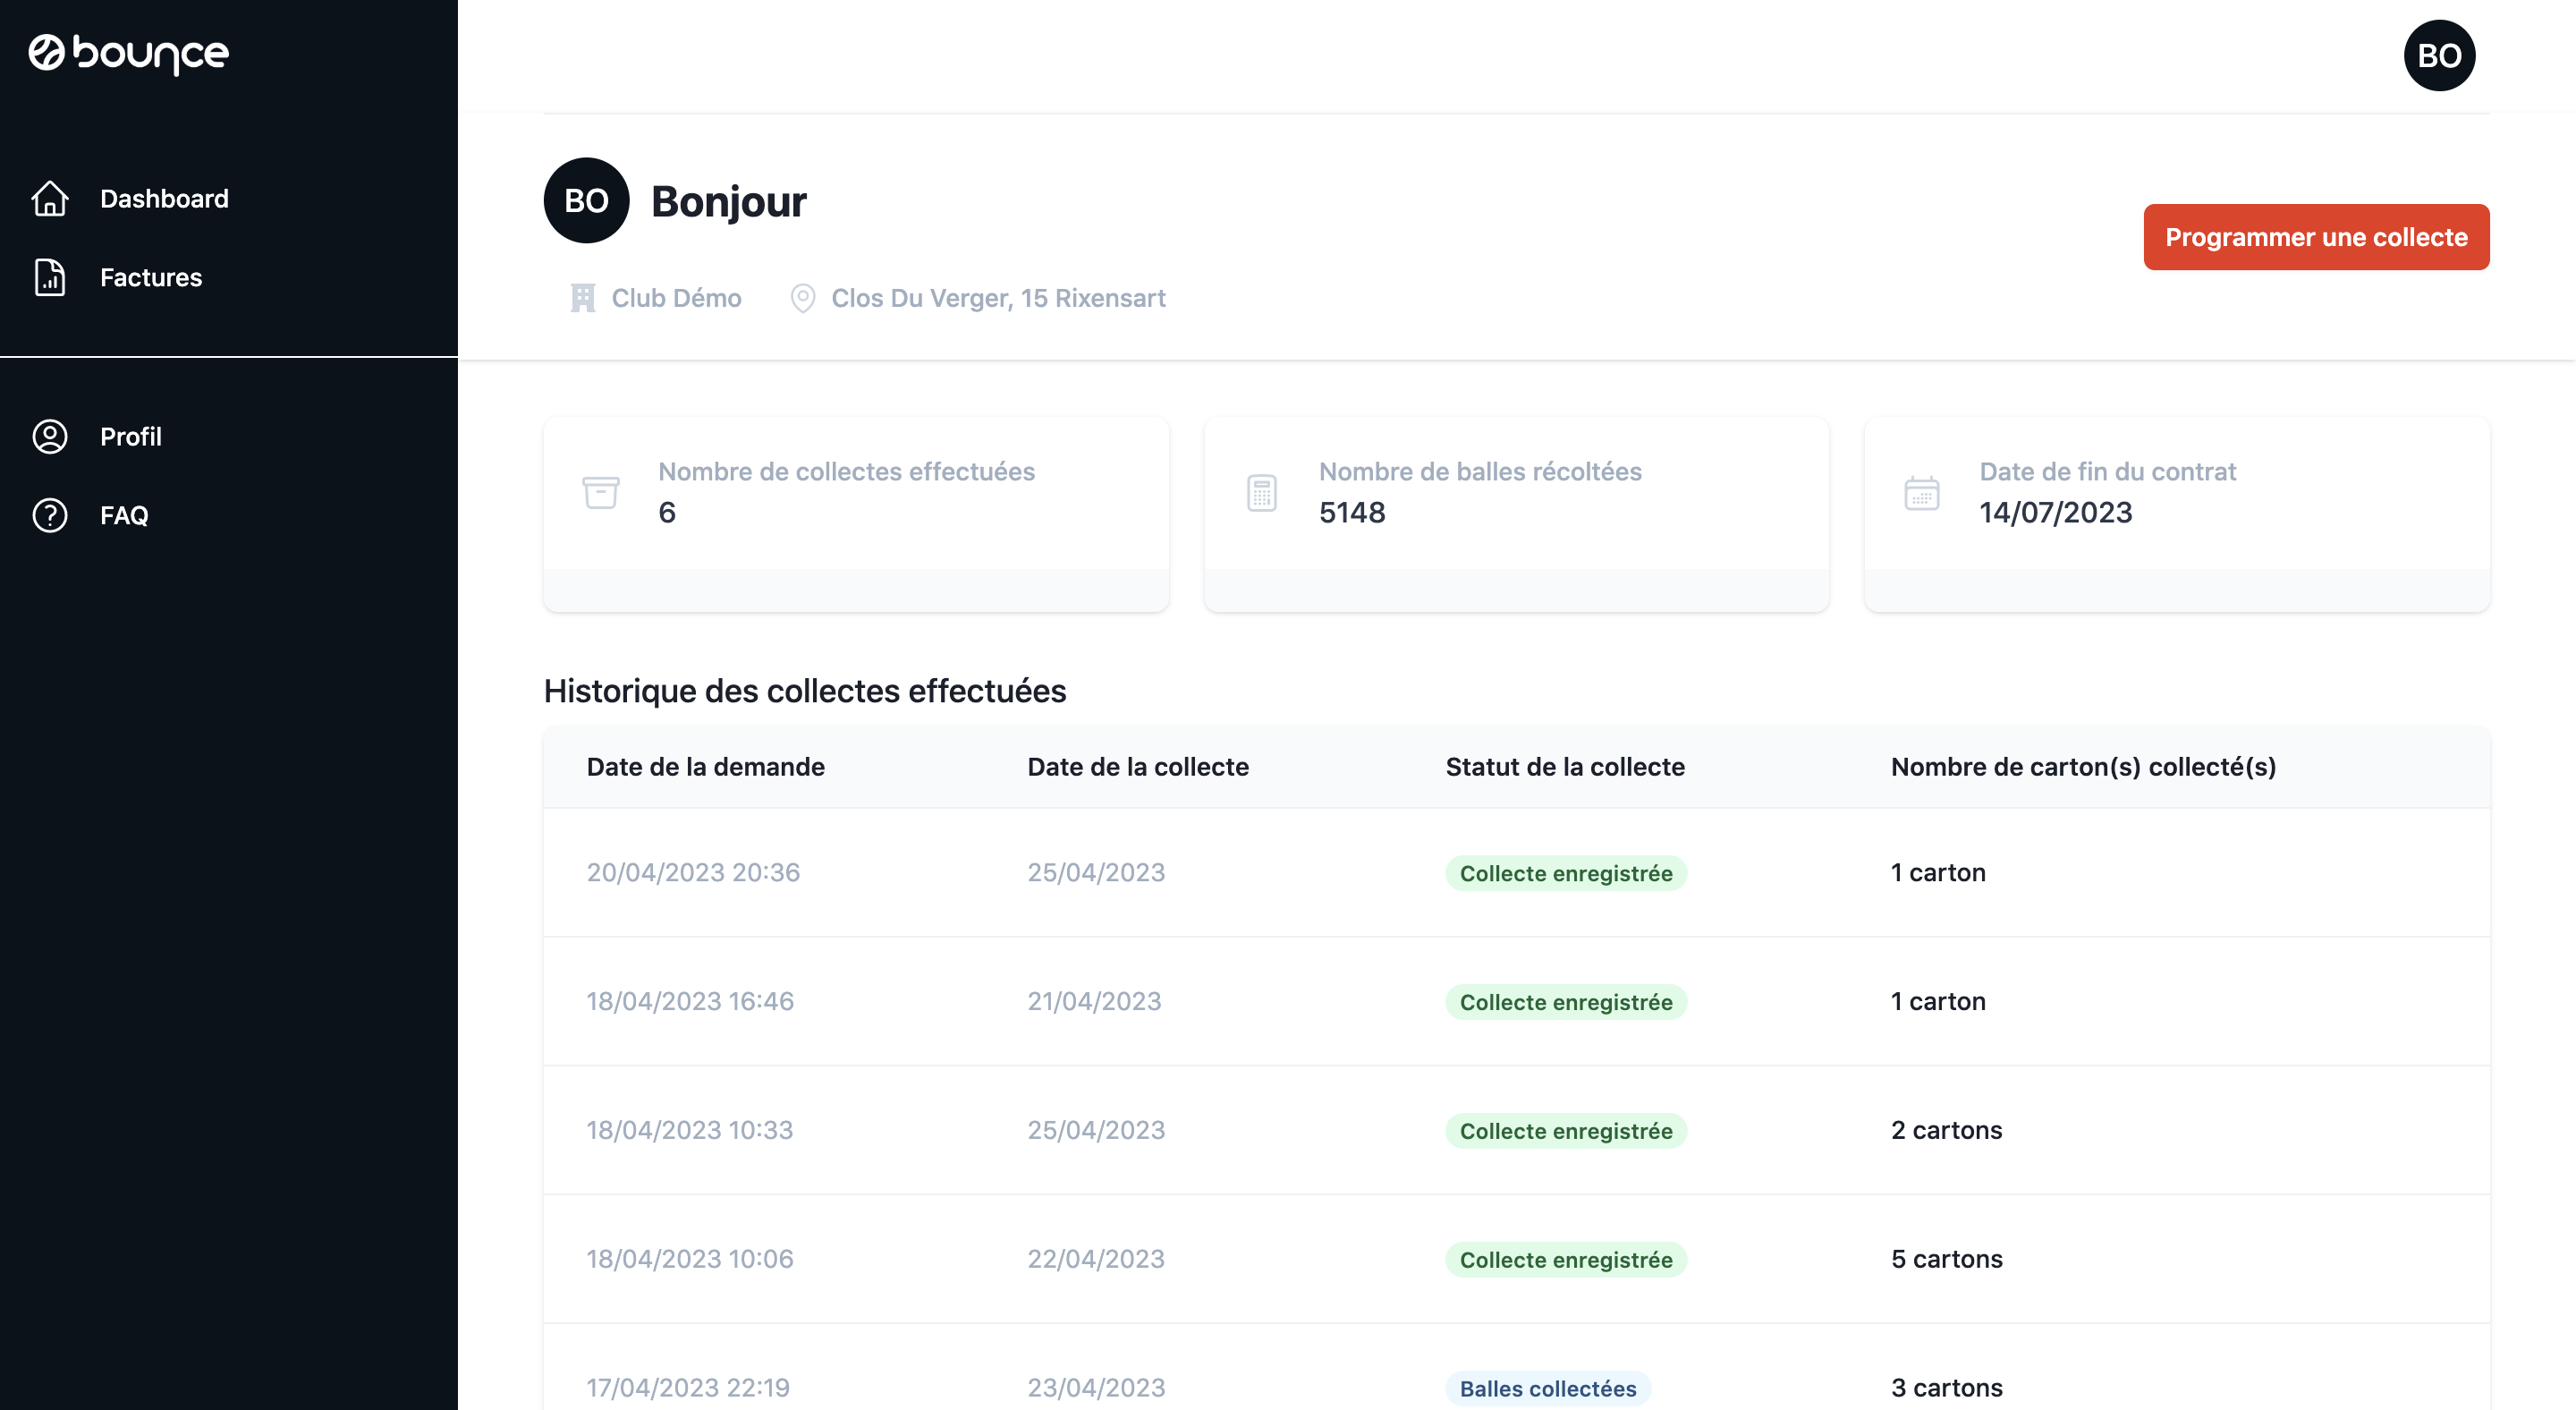 bounce
BO
Dashboard
Factures
Profil
FAQ
BO
Bonjour
Programmer une collecte
Club Démo
Clos Du Verger, 15 Rixensart
Nombre de collectes effectuées
6
Nombre de balles récoltées
5148
Date de fin du contrat
14/07/2023
Historique des collectes effectuées
Date de la demande Date de la collecte Statut de la collecte Nombre de carton(s) collecté(s)
20/04/2023 20:36 25/04/2023 Collecte enregistrée 1 carton
18/04/2023 16:46 21/04/2023 Collecte enregistrée 1 carton
18/04/2023 10:33 25/04/2023 Collecte enregistrée 2 cartons
18/04/2023 10:06 22/04/2023 Collecte enregistrée 5 cartons
17/04/2023 22:19 23/04/2023 Balles collectées 3 cartons